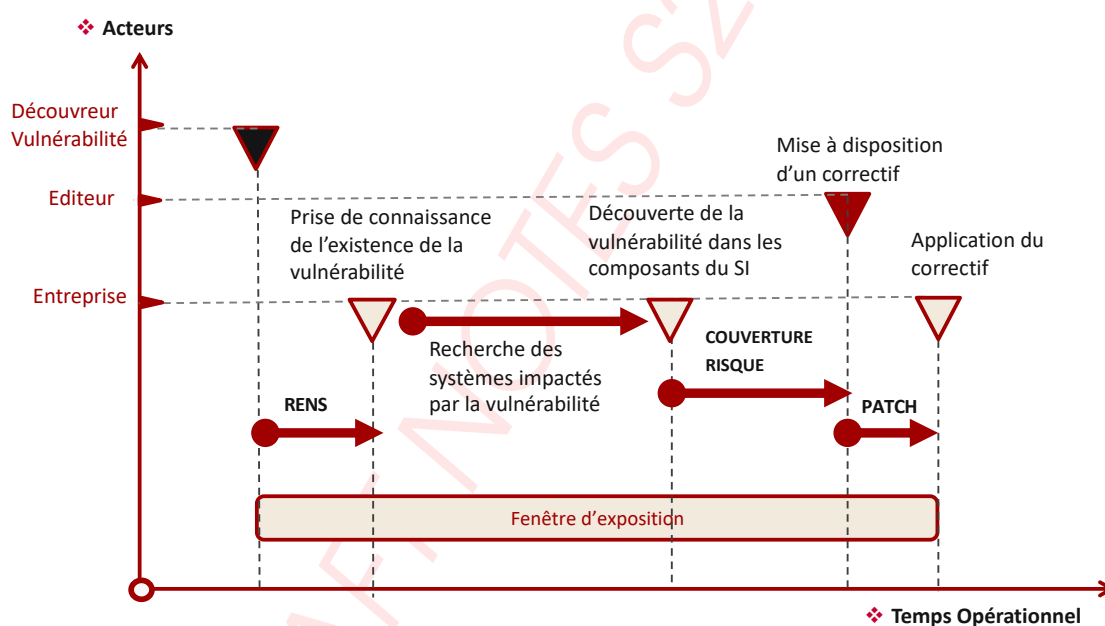 ❖ Acteurs
Découvreur
Vulnérabilité
Mise à disposition
d’un correctif
Editeur
Prise de connaissance
de l’existence de la
vulnérabilité
Découverte de la
vulnérabilité dans les
composants du SI
Application du
correctif
Entreprise
Recherche des
systèmes impactés
par la vulnérabilité
COUVERTURE
RISQUE
RENS
PATCH
Fenêtre d’exposition
❖ Temps Opérationnel
NOTES